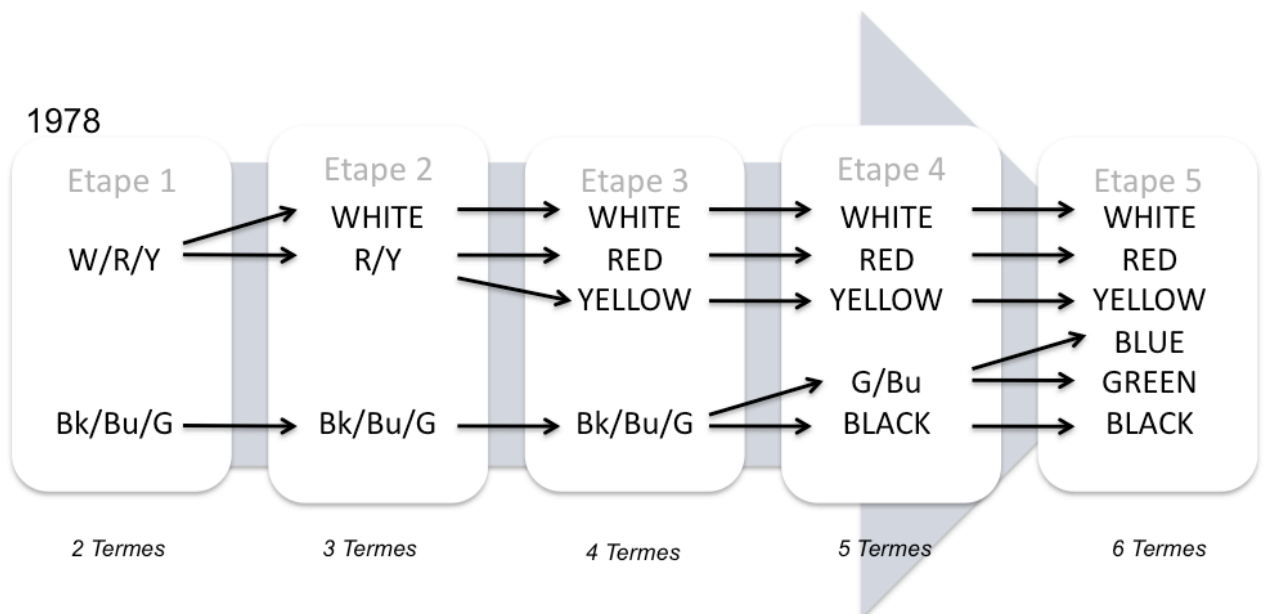 1978
Etape 1
W/R/Y
Bk/Bu/G
2 Termes
Etape 2
WHITE
R/Y
Bk/Bu/G
3 Termes
Etape 3
WHITE
RED
YELLOW
Bk/Bu/G
4 Termes
Etape 4
WHITE
RED
YELLOW
G/Bu
BLACK
5 Termes
Etape 5
WHITE
RED
YELLOW
BLUE
GREEN
BLACK
6 Termes